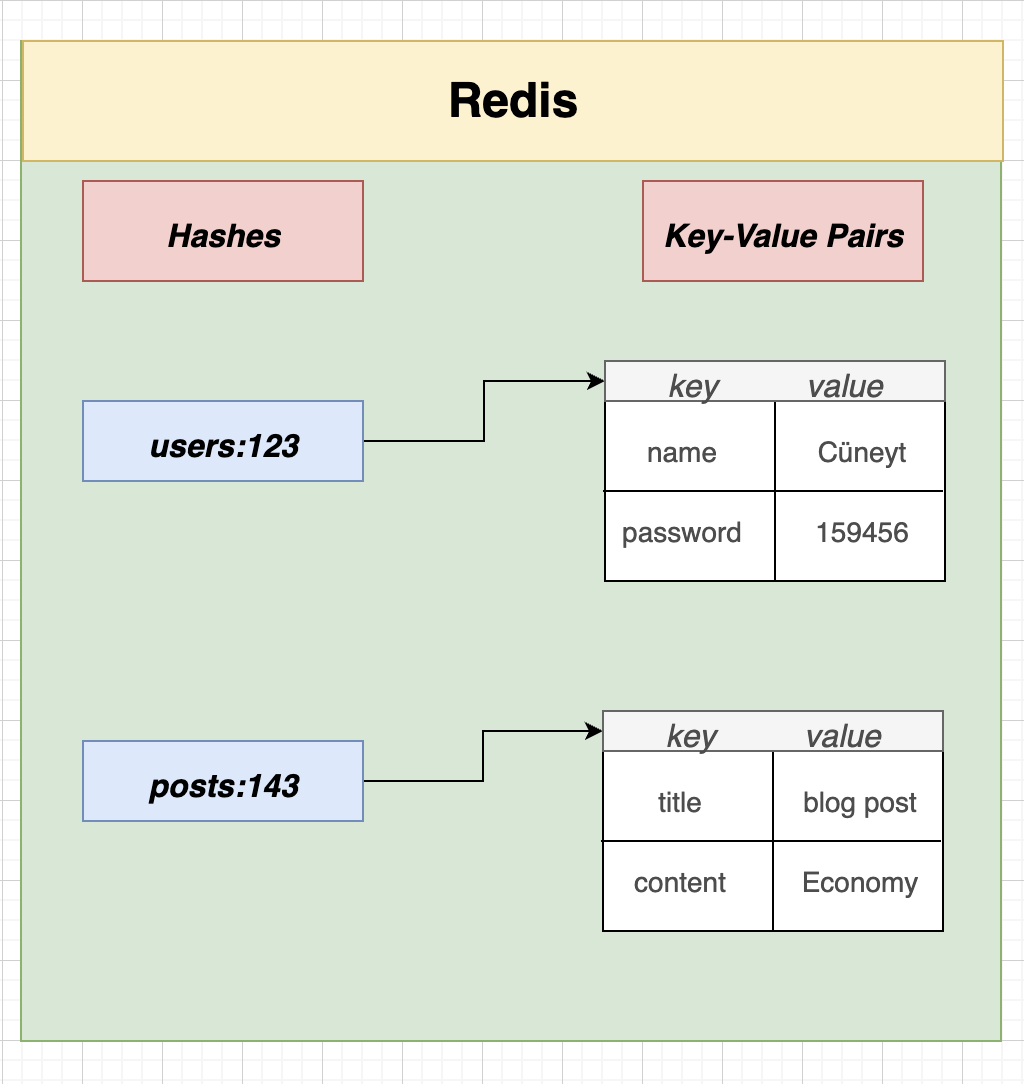 Redis
Hashes
Key-Value Pairs
users:123
key value
name Cüneyt
password 159456
posts:143
key value
title blog post
content Economy